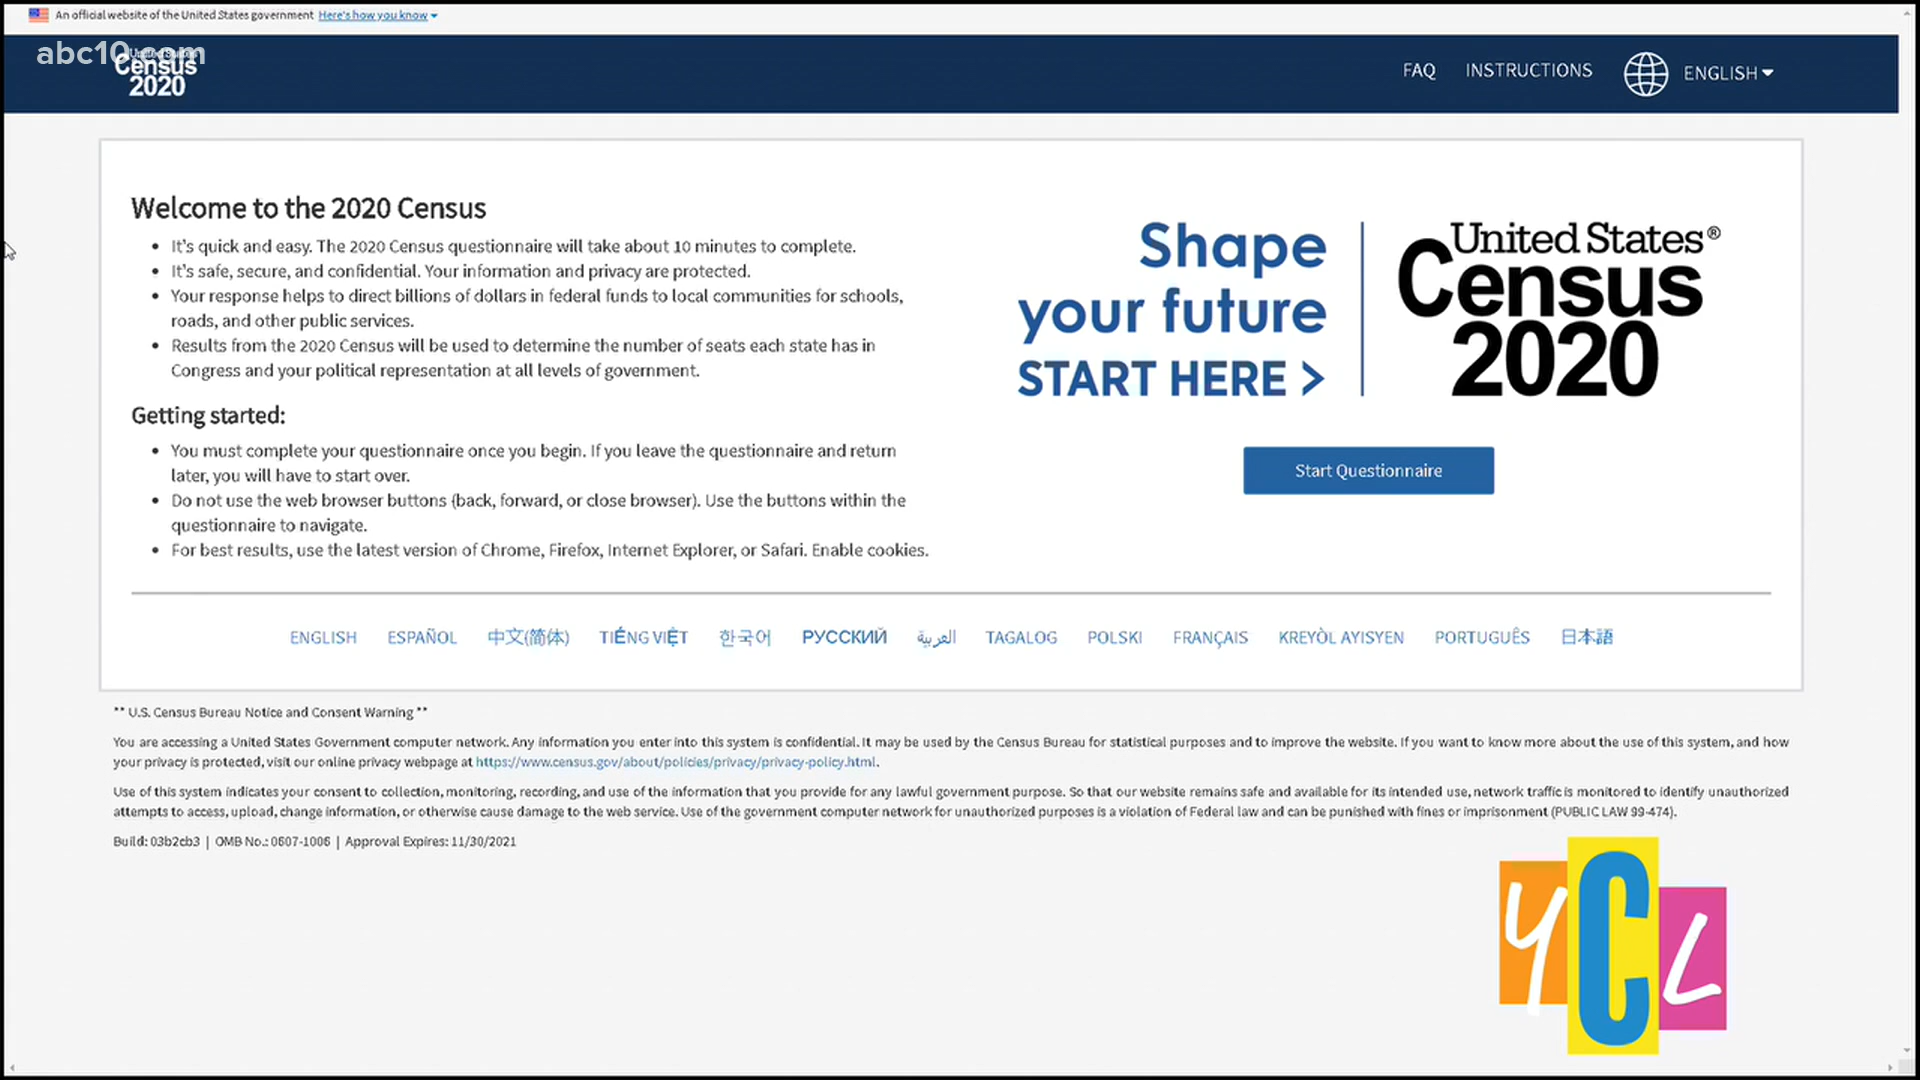 An official website of the United States government Here's how you know
abc10.com
United States
Census
2020
FAQ INSTRUCTIONS ENGLISH
Welcome to the 2020 Census
• It's quick and easy. The 2020 Census questionnaire will take about 10 minutes to complete.
• It's safe, secure, and confidential. Your information and privacy are protected.
• Your response helps to direct billions of dollars in federal funds to local communities for schools,
roads, and other public services.
• Results from the 2020 Census will be used to determine the number of seats each state has in
Congress and your political representation at all levels of government.
Getting started:
• You must complete your questionnaire once you begin. If you leave the questionnaire and return
later, you will have to start over.
• Do not use the web browser buttons (back, forward, or close browser). Use the buttons within the
questionnaire to navigate.
• For best results, use the latest version of Chrome, Firefox, Internet Explorer, or Safari. Enable cookies.
Shape
your future
START HERE >
United States®
Census
2020
Start Questionnaire
ENGLISH ESPAÑOL 中文(简体) TIẾNG VIỆT 한국어 РУССКИЙ العربية TAGALOG POLSKI FRANÇAIS KREYÒL AYISYEN PORTUGUÊS 日本語
** U.S. Census Bureau Notice and Consent Warning **
You are accessing a United States Government computer network. Any information you enter into this system is confidential. It may be used by the Census Bureau for statistical purposes and to improve the website. If you want to know more about the use of this system, and how
your privacy is protected, visit our online privacy webpage at https://www.census.gov/about/policies/privacy/privacy-policy.html.
Use of this system indicates your consent to collection, monitoring, recording, and use of the information that you provide for any lawful government purpose. So that our website remains safe and available for its intended use, network traffic is monitored to identify unauthorized
attempts to access, upload, change information, or otherwise cause damage to the web service. Use of the government computer network for unauthorized purposes is a violation of Federal law and can be punished with fines or imprisonment (PUBLIC LAW 99-474).
Build: 03b2cb3 | OMB No.: 0607-1006 | Approval Expires: 11/30/2021
YCL